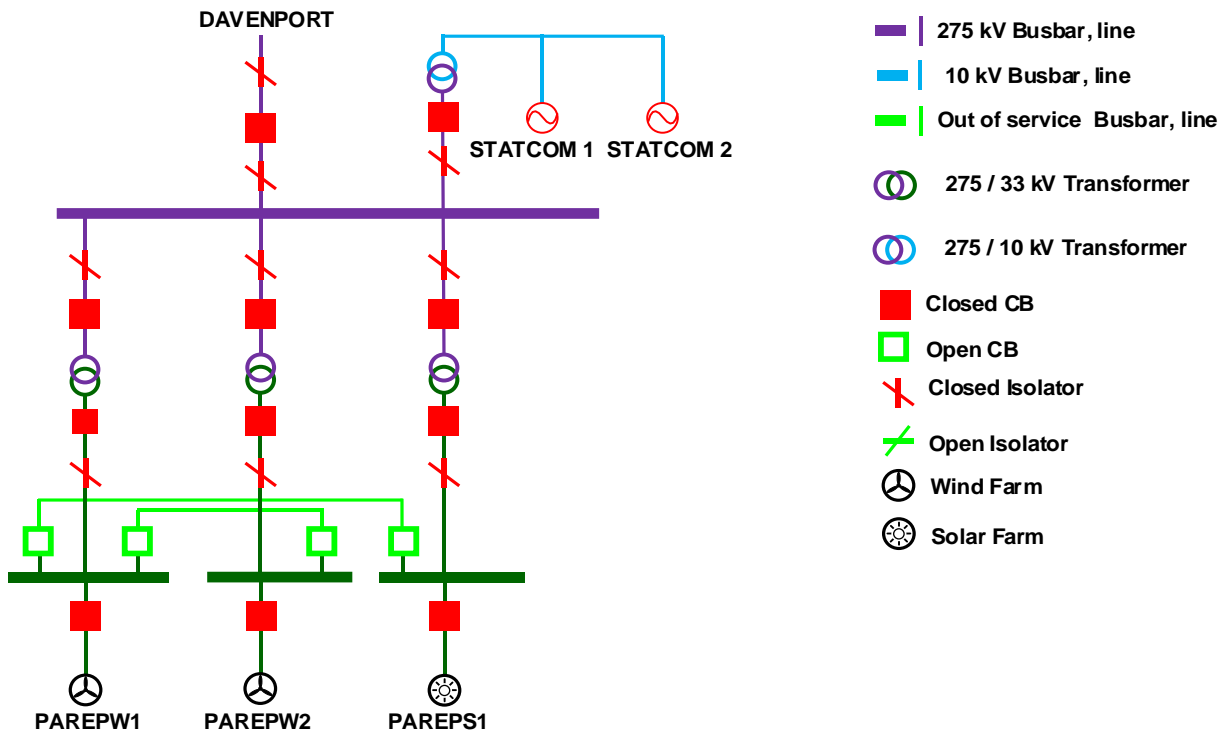 DAVENPORT
STATCOM 1 STATCOM 2
PAREPW1
PAREPW2
PAREPS1
275 kV Busbar, line
10 kV Busbar, line
Out of service Busbar, line
275 / 33 kV Transformer
275 / 10 kV Transformer
Closed CB
Open CB
Closed Isolator
Open Isolator
Wind Farm
Solar Farm